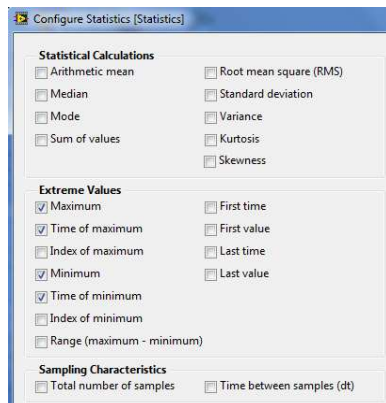 Configure Statistics [Statistics]
Statistical Calculations
Arithmetic mean Root mean square (RMS)
Median Standard deviation
Mode Variance
Sum of values Kurtosis
Skewness
Extreme Values
Maximum First time
Time of maximum First value
Index of maximum Last time
Minimum Last value
Time of minimum
Index of minimum
Range (maximum - minimum)
Sampling Characteristics
Total number of samples Time between samples (dt)